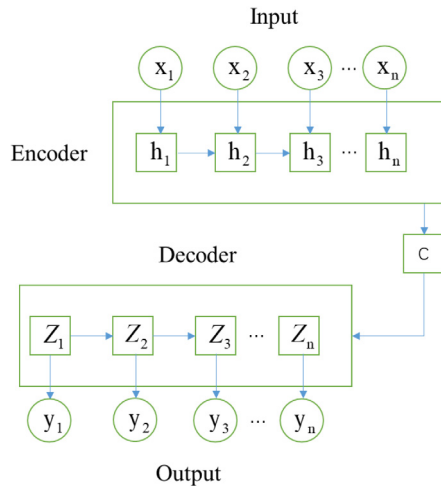 Input
x₁ x₂ x₃ ... xₙ
Encoder
h₁ h₂ h₃ ... hₙ
C
Decoder
Z₁ Z₂ Z₃ ... Zₙ
y₁ y₂ y₃ ... yₙ
Output